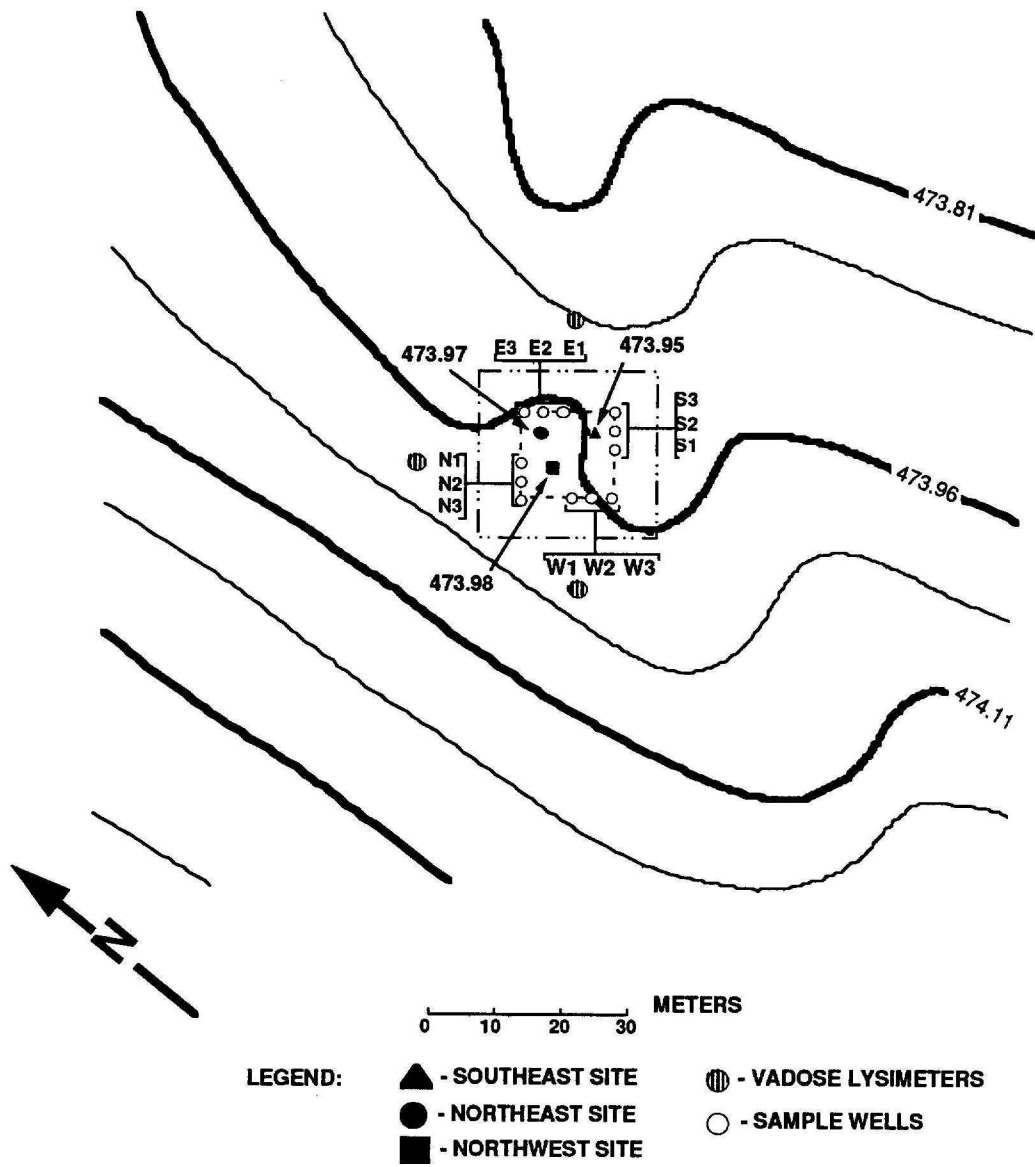 473.81
473.97
E3 E2 E1
473.95
S3
S2
S1
N1
N2
N3
473.96
W1 W2 W3
473.98
474.11
N
METERS
0 10 20 30
LEGEND:
- SOUTHEAST SITE
- VADOSE LYSIMETERS
- NORTHEAST SITE
- SAMPLE WELLS
- NORTHWEST SITE